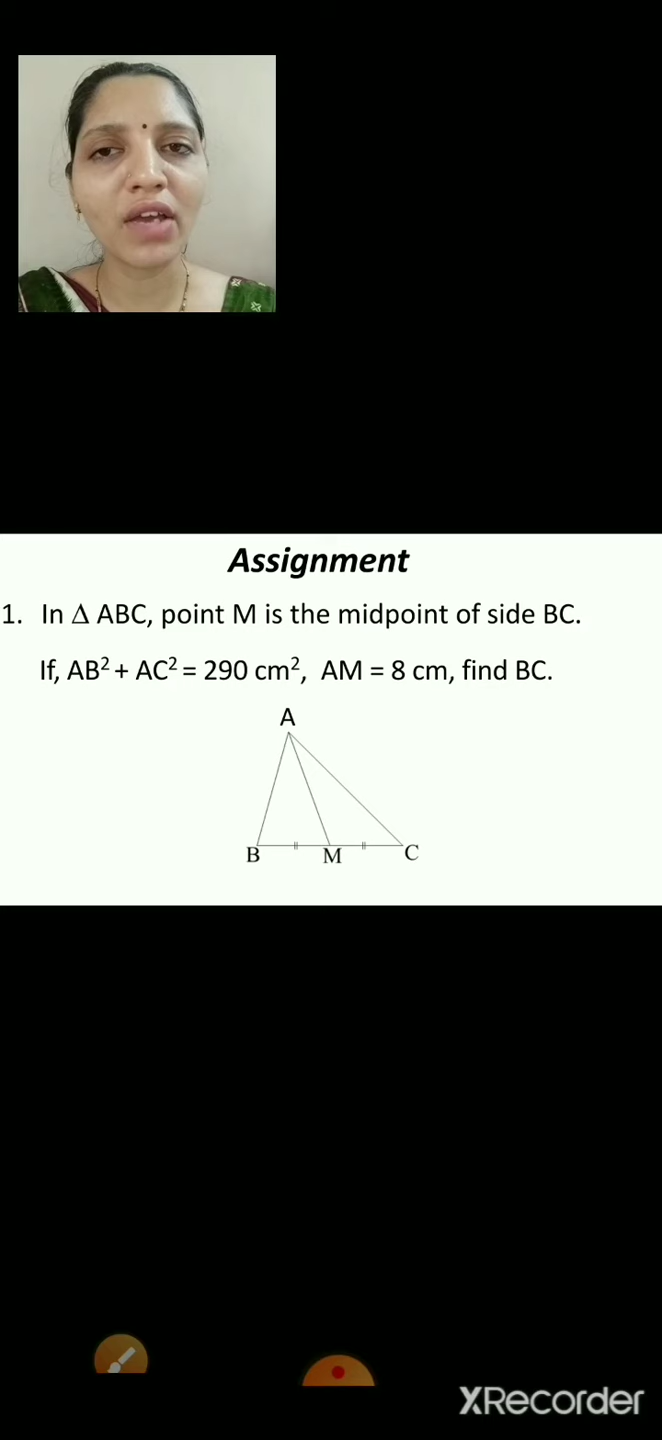 Assignment
1. In Δ ABC, point M is the midpoint of side BC.
If, AB² + AC² = 290 cm², AM = 8 cm, find BC.
A
B M C
XRecorder